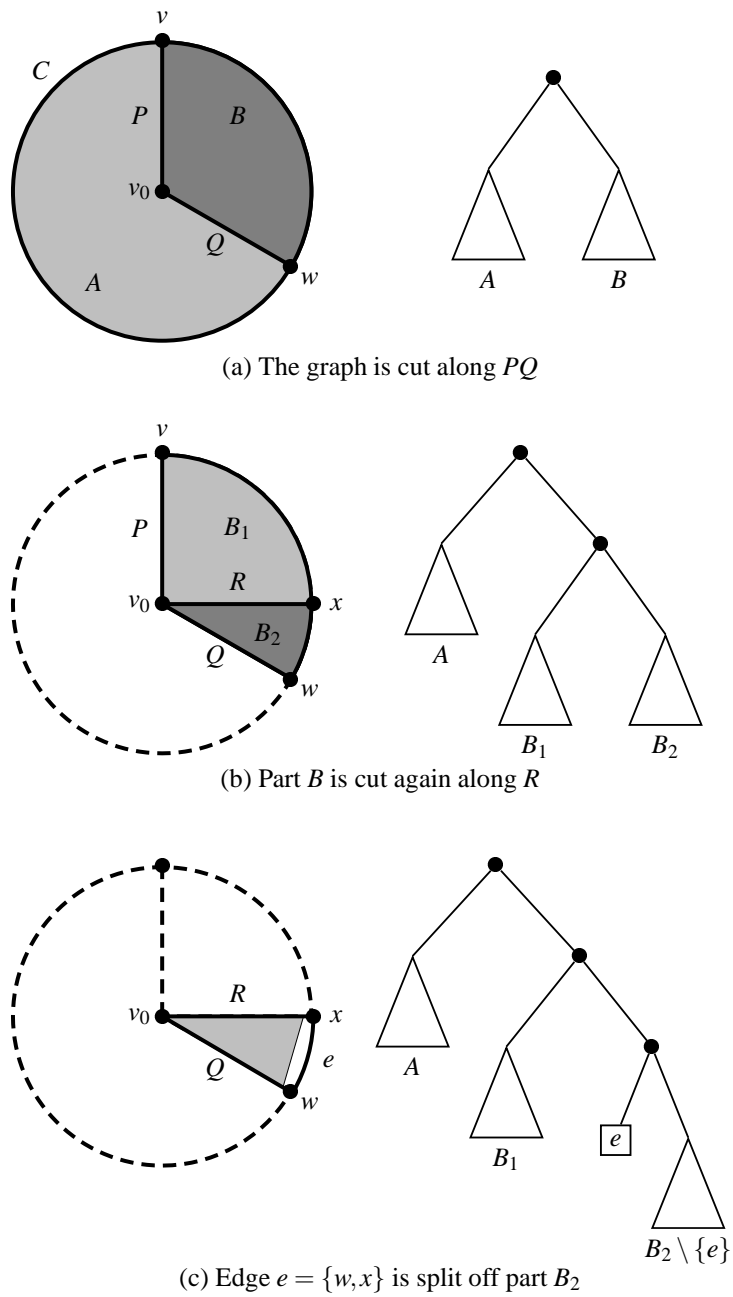 v
C
P
B
v₀
Q
A
w
A
B
(a) The graph is cut along PQ
v
P
B₁
R
v₀
x
B₂
Q
w
A
B₁
B₂
(b) Part B is cut again along R
R
v₀
x
Q
e
w
A
B₁
e
B₂ \ {e}
(c) Edge e = {w,x} is split off part B₂